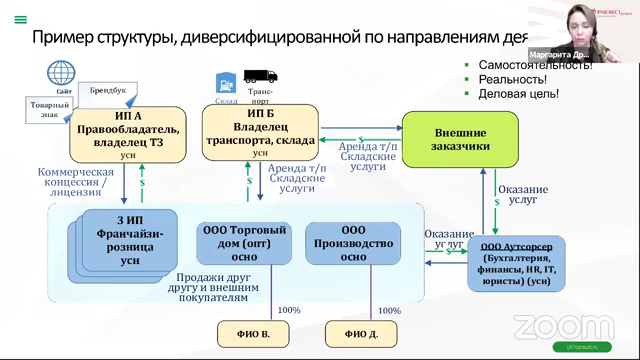 Пример структуры, диверсифицированной по направлениям дея
Маргарита Др...
Самостоятельность!
Реальность!
Деловая цель!
Сайт
Брендбук
Товарный
знак
Склад
Транс-
порт
ИП А
Правообладатель,
владелец ТЗ
усн
ИП Б
Владелец
транспорта, склада
усн
Внешние
заказчики
$
Аренда т/п
Складские
услуги
Коммерческая
концессия /
лицензия
$
$
Аренда т/п
Складские
услуги
Оказание
услуг
$
3 ИП
Франчайзи-
розница
усн
ООО Торговый
дом (опт)
осно
ООО
Производство
осно
Оказание
услуг
$
ООО Аутсорсер
(Бухгалтерия,
финансы, HR, IT,
юристы) (усн)
Продажи друг
другу и внешним
покупателям
100%
100%
ФИО В.
ФИО Д.
zoom